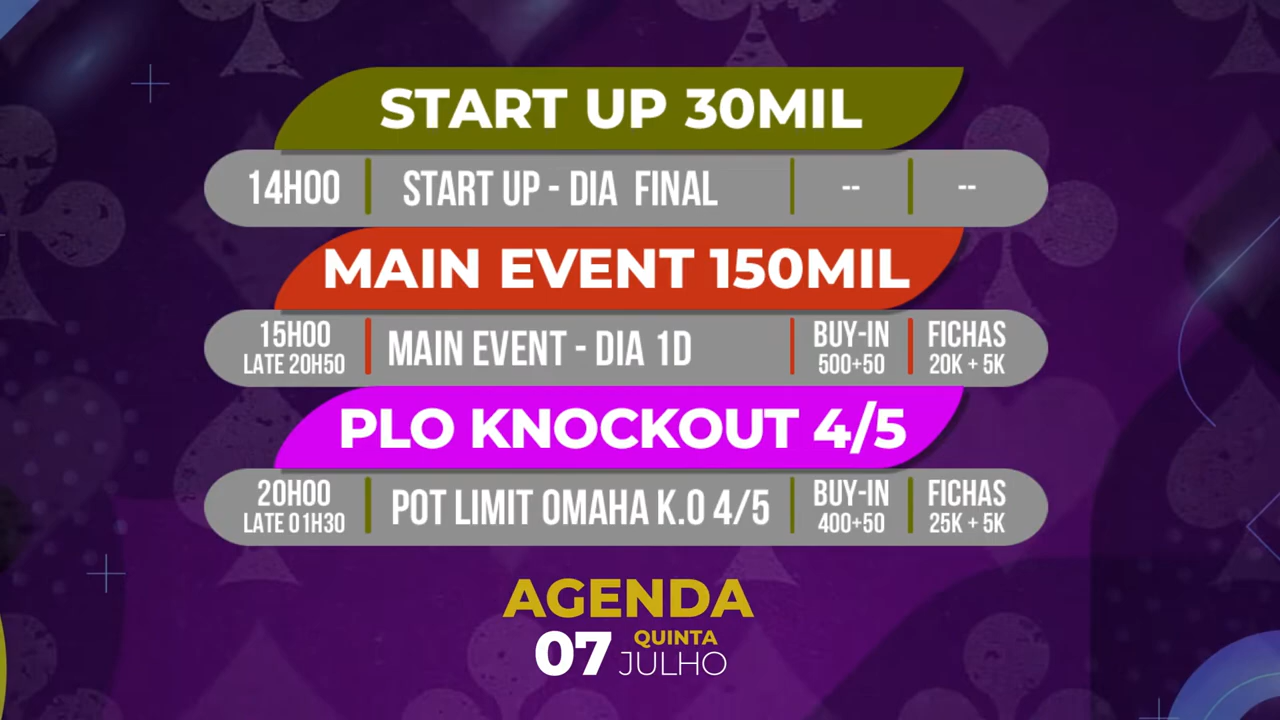 START UP 30MIL
14H00 START UP - DIA FINAL -- --
MAIN EVENT 150MIL
15H00 MAIN EVENT - DIA 1D BUY-IN FICHAS
LATE 20H50 500+50 20K + 5K
PLO KNOCKOUT 4/5
20H00 POT LIMIT OMAHA K.O 4/5 BUY-IN FICHAS
LATE 01H30 400+50 25K + 5K
AGENDA
07 QUINTA
JULHO